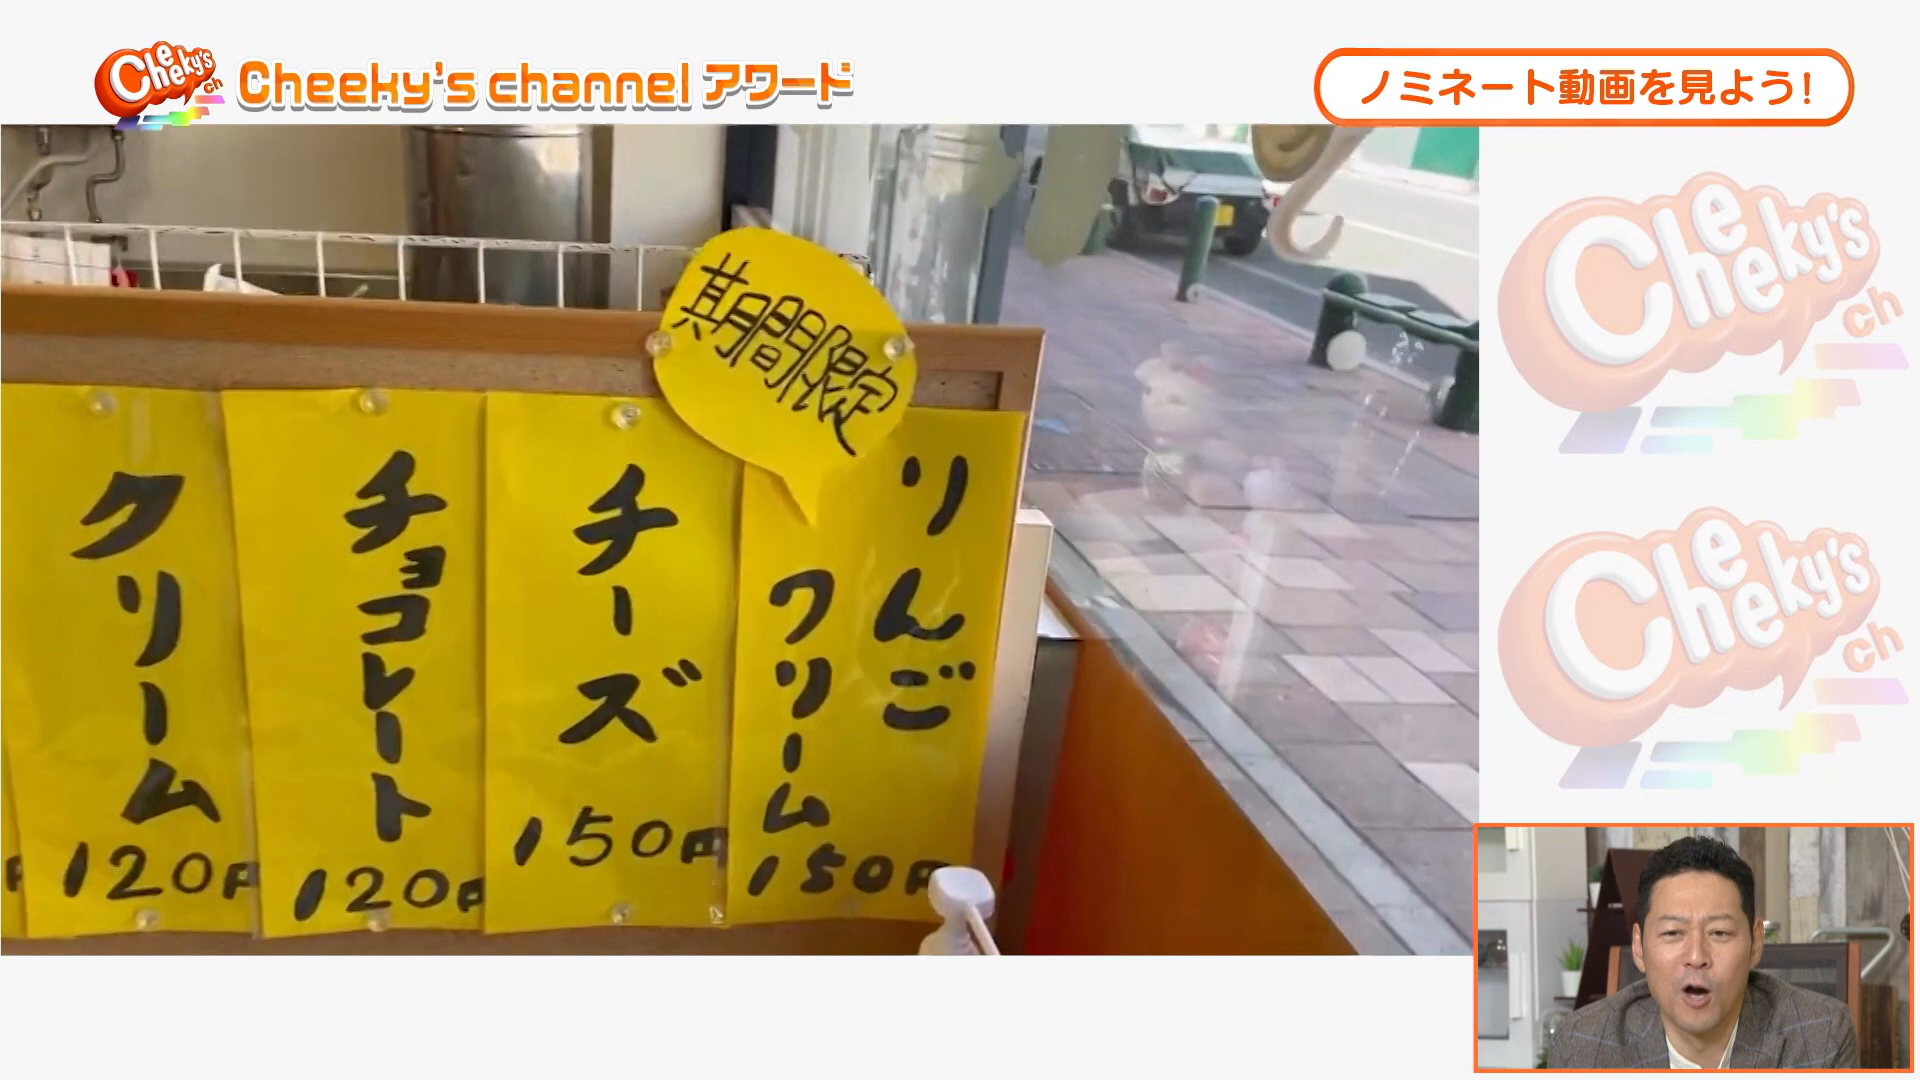 Cheeky's ch
Cheeky's channel アワード
ノミネート動画を見よう!
期間限定
りんご
クリーム
150円
チーズ
150円
チョコレート
120円
クリーム
120円
Cheeky's ch
Cheeky's ch